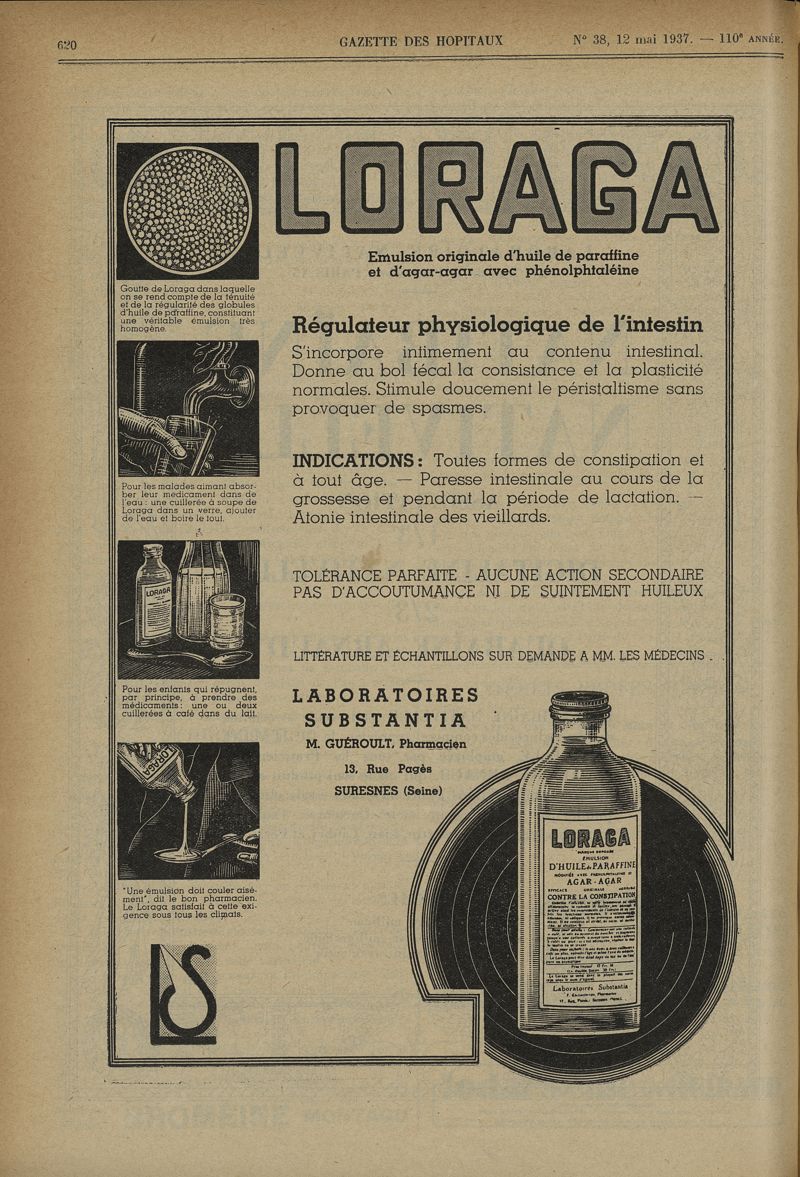 620
GAZETTE DES HOPITAUX
N° 38, 12 mai 1937. — 110e ANNÉE.
LORAGA
Emulsion originale d'huile de paraffine
et d'agar-agar avec phénolphtaléine
Goutte de Loraga dans laquelle
on se rend compte de la ténuité
et de la régularité des globules
d'huile de paraffine, constituant
une véritable émulsion très
homogène.
Régulateur physiologique de l'intestin
S'incorpore intimement au contenu intestinal.
Donne au bol fécal la consistance et la plasticité
normales. Stimule doucement le péristaltisme sans
provoquer de spasmes.
Pour les malades aimant absor-
ber leur médicament dans de
l'eau : une cuillerée à soupe de
Loraga dans un verre, ajouter
de l'eau et boire le tout.
INDICATIONS : Toutes formes de constipation et
à tout âge. — Paresse intestinale au cours de la
grossesse et pendant la période de lactation. —
Atonie intestinale des vieillards.
LORAGA
TOLÉRANCE PARFAITE - AUCUNE ACTION SECONDAIRE
PAS D'ACCOUTUMANCE NI DE SUINTEMENT HUILEUX
LITTÉRATURE ET ÉCHANTILLONS SUR DEMANDE A MM. LES MÉDECINS .
Pour les enfants qui répugnent,
par principe, à prendre des
médicaments : une ou deux
cuillerées à café dans du lait.
LABORATOIRES
SUBSTANTIA
M. GUÉROULT, Pharmacien
13, Rue Pagès
SURESNES (Seine)
LORAGA
"Une émulsion doit couler aisé-
ment", dit le bon pharmacien.
Le Loraga satisfait à cette exi-
gence sous tous les climats.
LS
LORAGA
MARQUE DÉPOSÉE
ÉMULSION
D'HUILE de PARAFFINE
AGAR - AGAR
CONTRE LA CONSTIPATION
Laboratoires Substantia